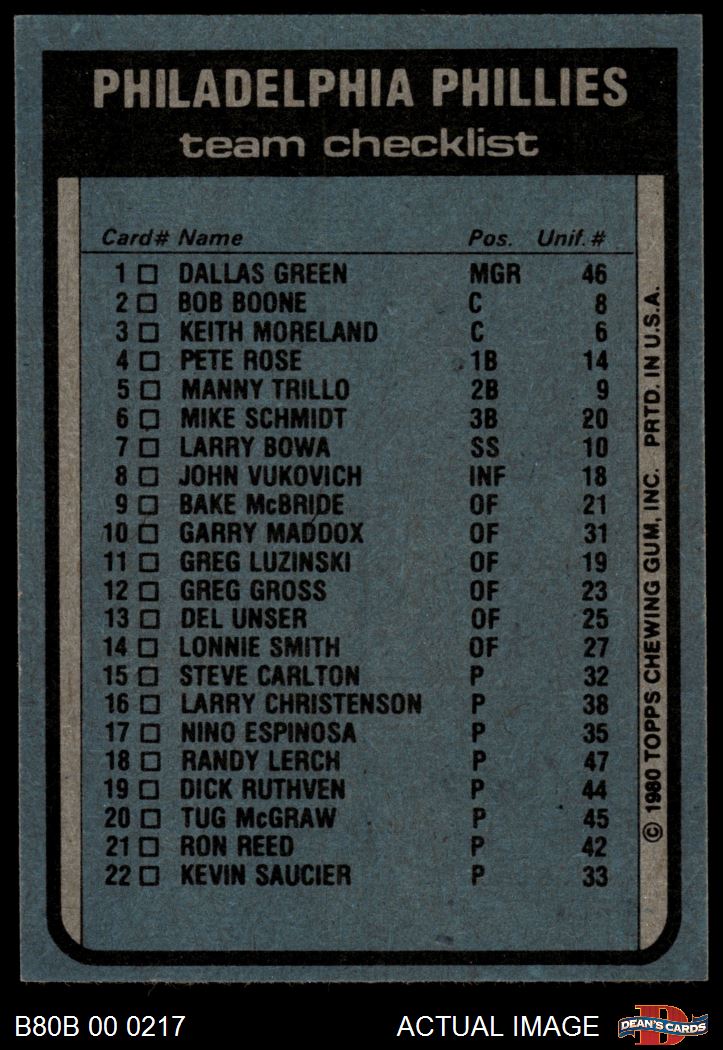 PHILADELPHIA PHILLIES
team checklist
Card# Name Pos. Unif. #
1 DALLAS GREEN MGR 46
2 BOB BOONE C 8
3 KEITH MORELAND C 6
4 PETE ROSE 1B 14
5 MANNY TRILLO 2B 9
6 MIKE SCHMIDT 3B 20
7 LARRY BOWA SS 10
8 JOHN VUKOVICH INF 18
9 BAKE McBRIDE OF 21
10 GARRY MADDOX OF 31
11 GREG LUZINSKI OF 19
12 GREG GROSS OF 23
13 DEL UNSER OF 25
14 LONNIE SMITH OF 27
15 STEVE CARLTON P 32
16 LARRY CHRISTENSON P 38
17 NINO ESPINOSA P 35
18 RANDY LERCH P 47
19 DICK RUTHVEN P 44
20 TUG McGRAW P 45
21 RON REED P 42
22 KEVIN SAUCIER P 33
© 1980 TOPPS CHEWING GUM, INC. PRTD. IN U.S.A.
B80B 00 0217 ACTUAL IMAGE
D
DEAN'S CARDS